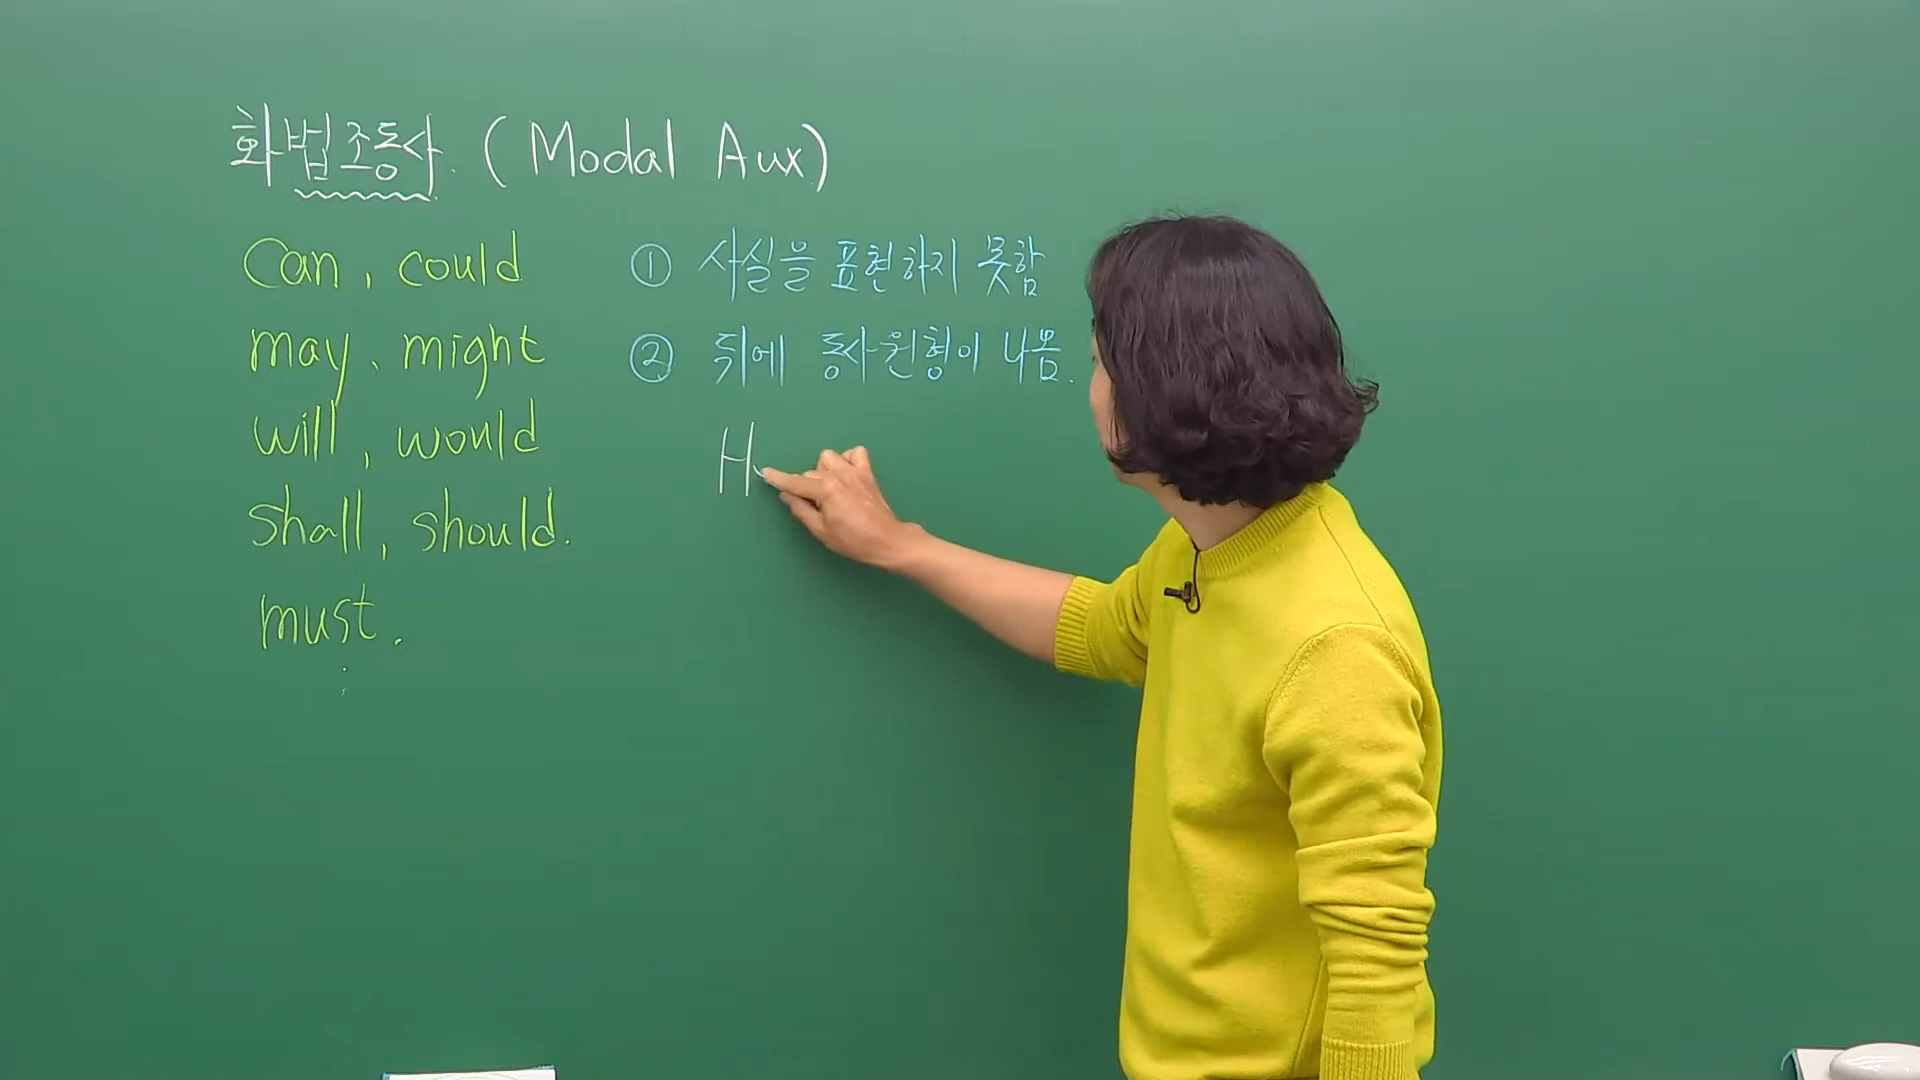 화법조동사. (Modal Aux)
Can, could
may, might
will, would
shall, should.
must.
① 사실을 표현하지 못함
② 뒤에 동사원형이 나옴.
H